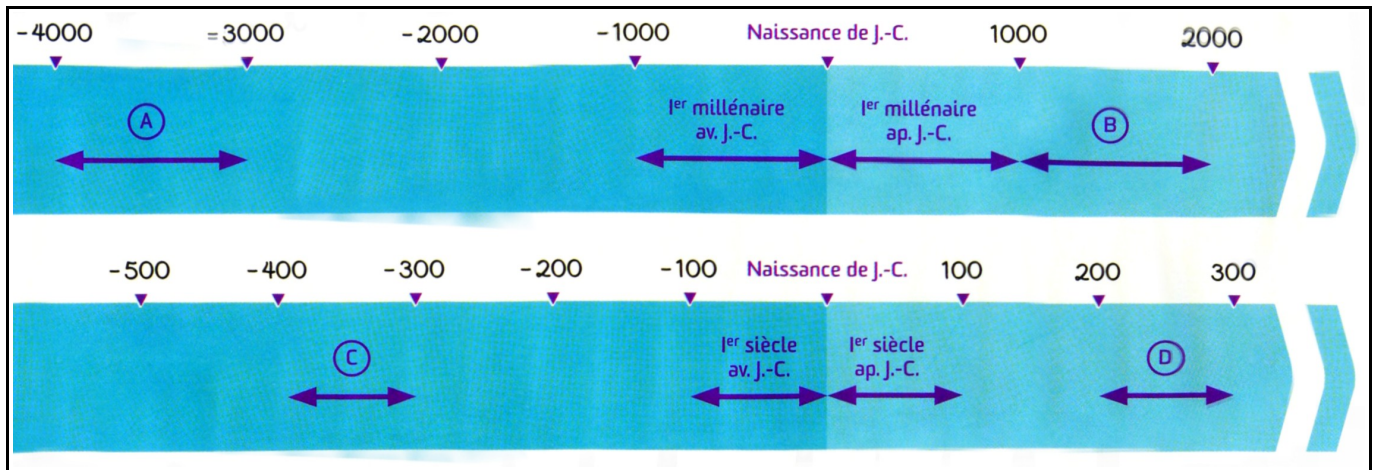 -4000 =3000 -2000 -1000 Naissance de J.-C. 1000 2000
A
Ier millénaire
av. J.-C.
Ier millénaire
ap. J.-C.
B
-500 -400 -300 -200 -100 Naissance de J.-C. 100 200 300
C
Ier siècle
av. J.-C.
Ier siècle
ap. J.-C.
D